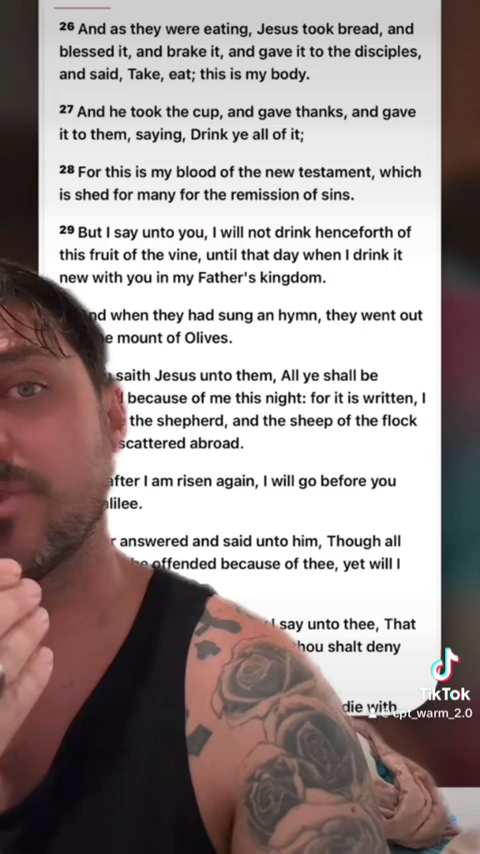 26 And as they were eating, Jesus took bread, and
blessed it, and brake it, and gave it to the disciples,
and said, Take, eat; this is my body.
27 And he took the cup, and gave thanks, and gave
it to them, saying, Drink ye all of it;
28 For this is my blood of the new testament, which
is shed for many for the remission of sins.
29 But I say unto you, I will not drink henceforth of
this fruit of the vine, until that day when I drink it
new with you in my Father's kingdom.
nd when they had sung an hymn, they went out
e mount of Olives.
saith Jesus unto them, All ye shall be
because of me this night: for it is written, I
the shepherd, and the sheep of the flock
scattered abroad.
fter I am risen again, I will go before you
lilee.
r answered and said unto him, Though all
be offended because of thee, yet will I
I say unto thee, That
hou shalt deny
die with
TikTok
cpt_warm_2.0